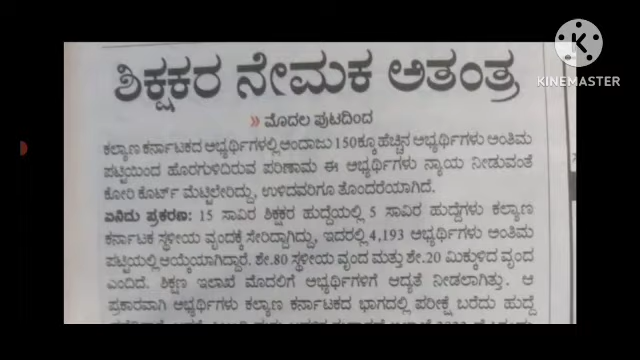 KINEMASTER
ಶಿಕ್ಷಕರ ನೇಮಕ ಅತಂತ್ರ
» ಮೊದಲ ಪುಟದಿಂದ
ಕಲ್ಯಾಣ ಕರ್ನಾಟಕದ ಅಭ್ಯರ್ಥಿಗಳಲ್ಲಿ ಅಂದಾಜು 150ಕ್ಕೂ ಹೆಚ್ಚಿನ ಅಭ್ಯರ್ಥಿಗಳು ಅಂತಿಮ
ಪಟ್ಟಿಯಿಂದ ಹೊರಗುಳಿದಿರುವ ಪರಿಣಾಮ ಈ ಅಭ್ಯರ್ಥಿಗಳು ನ್ಯಾಯ ನೀಡುವಂತೆ
ಕೋರಿ ಕೋರ್ಟ್ ಮೆಟ್ಟಿಲೇರಿದ್ದು, ಉಳಿದವರಿಗೂ ತೊಂದರೆಯಾಗಿದೆ.
ಏನಿದು ಪ್ರಕರಣ: 15 ಸಾವಿರ ಶಿಕ್ಷಕರ ಹುದ್ದೆಯಲ್ಲಿ 5 ಸಾವಿರ ಹುದ್ದೆಗಳು ಕಲ್ಯಾಣ
ಕರ್ನಾಟಕ ಸ್ಥಳೀಯ ವೃಂದಕ್ಕೆ ಸೇರಿದ್ದಾಗಿದ್ದು, ಇದರಲ್ಲಿ 4,193 ಅಭ್ಯರ್ಥಿಗಳು ಅಂತಿಮ
ಪಟ್ಟಿಯಲ್ಲಿ ಆಯ್ಕೆಯಾಗಿದ್ದಾರೆ. ಶೇ.80 ಸ್ಥಳೀಯ ವೃಂದ ಮತ್ತು ಶೇ.20 ಮಿಕ್ಕುಳಿದ ವೃಂದ
ಎಂದಿದೆ. ಶಿಕ್ಷಣ ಇಲಾಖೆ ಮೊದಲಿಗೆ ಅಭ್ಯರ್ಥಿಗಳಿಗೆ ಆದ್ಯತೆ ನೀಡಲಾಗಿತ್ತು. ಆ
ಪ್ರಕಾರವಾಗಿ ಅಭ್ಯರ್ಥಿಗಳು ಕಲ್ಯಾಣ ಕರ್ನಾಟಕದ ಭಾಗದಲ್ಲಿ ಪರೀಕ್ಷೆ ಬರೆದು ಹುದ್ದೆ